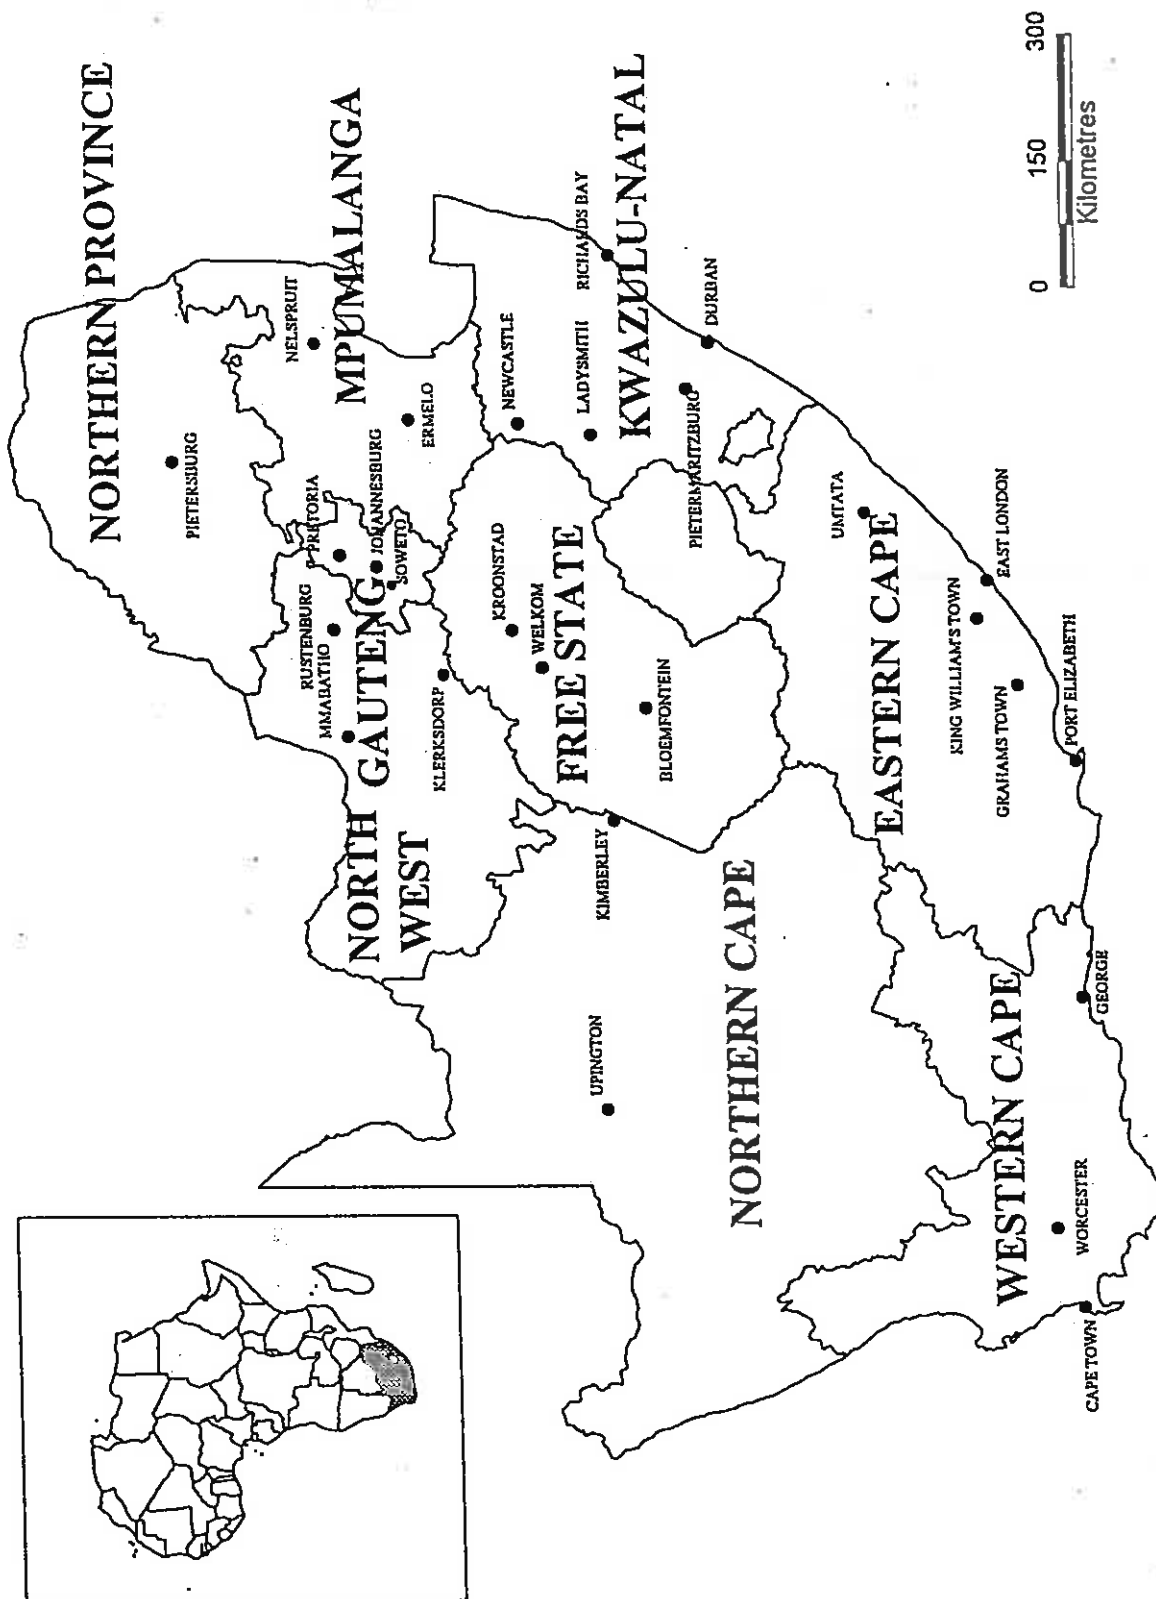 NORTHERN PROVINCE
PIETERSBURG
NELSPRUIT
MPUMALANGA
PRETORIA
JOHANNESBURG
SOWETO
ERMELO
RUSTENBURG
MMABATHO
GAUTENG
NORTH
WEST
KLERKSDORP
NEWCASTLE
LADYSMITH
RICHARDS BAY
KWAZULU-NATAL
PIETERMARITZBURG
DURBAN
KROONSTAD
WELKOM
FREE STATE
BLOEMFONTEIN
KIMBERLEY
UPINGTON
NORTHERN CAPE
UMTATA
EASTERN CAPE
KING WILLIAM'S TOWN
EAST LONDON
GRAHAMSTOWN
PORT ELIZABETH
WESTERN CAPE
GEORGE
WORCESTER
CAPE TOWN
0 150 300
Kilometres